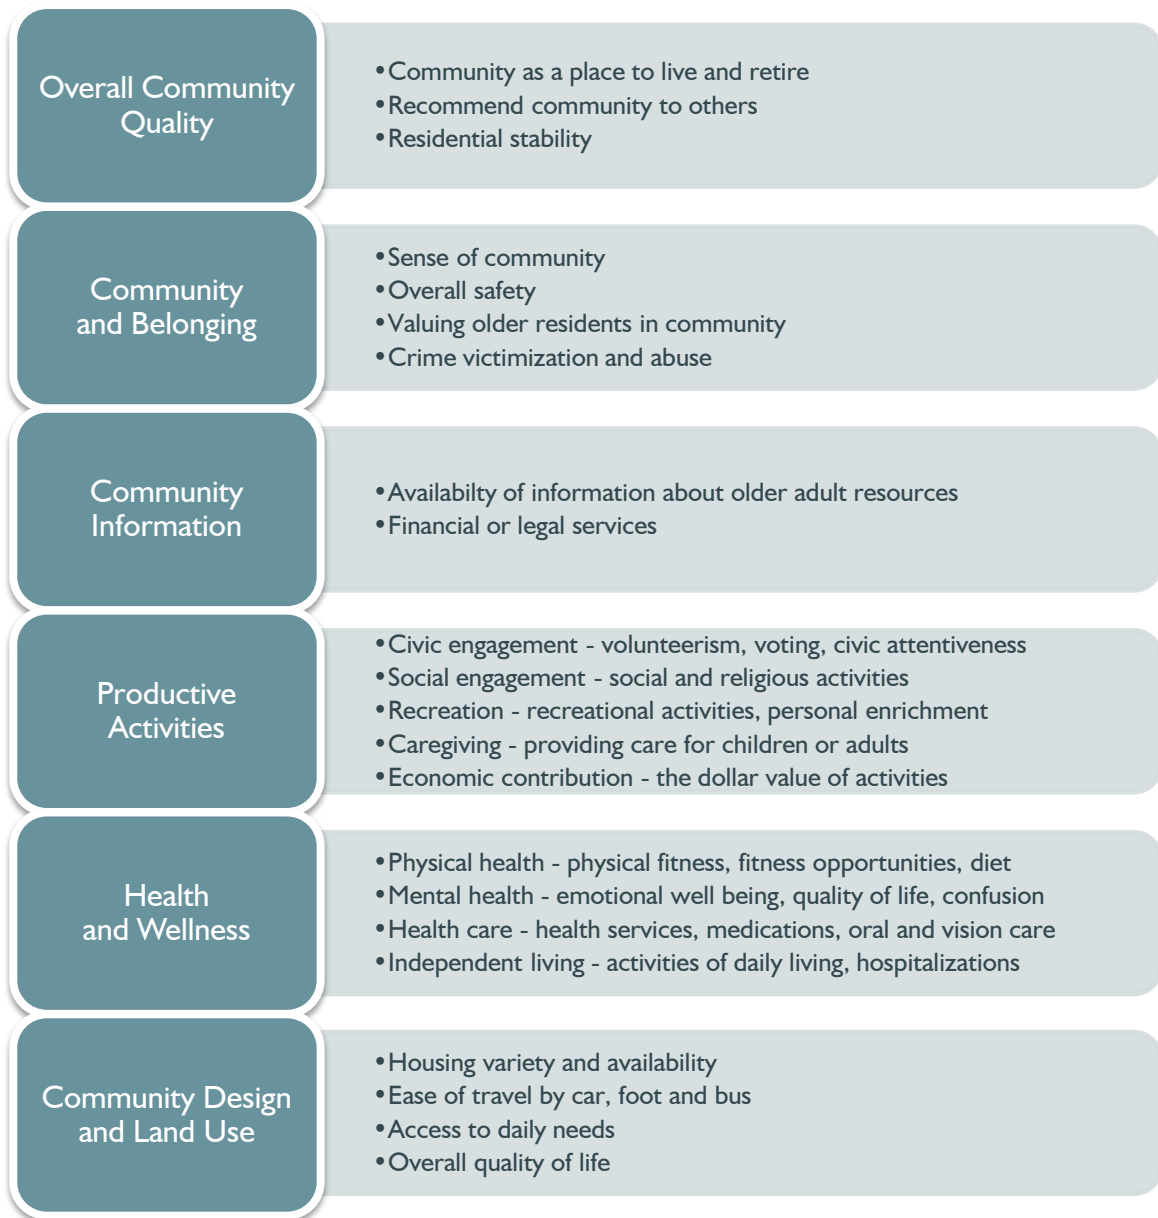 Overall Community
Quality
•Community as a place to live and retire
•Recommend community to others
•Residential stability
Community
and Belonging
•Sense of community
•Overall safety
•Valuing older residents in community
•Crime victimization and abuse
Community
Information
•Availabilty of information about older adult resources
•Financial or legal services
Productive
Activities
•Civic engagement - volunteerism, voting, civic attentiveness
•Social engagement - social and religious activities
•Recreation - recreational activities, personal enrichment
•Caregiving - providing care for children or adults
•Economic contribution - the dollar value of activities
Health
and Wellness
•Physical health - physical fitness, fitness opportunities, diet
•Mental health - emotional well being, quality of life, confusion
•Health care - health services, medications, oral and vision care
•Independent living - activities of daily living, hospitalizations
Community Design
and Land Use
•Housing variety and availability
•Ease of travel by car, foot and bus
•Access to daily needs
•Overall quality of life